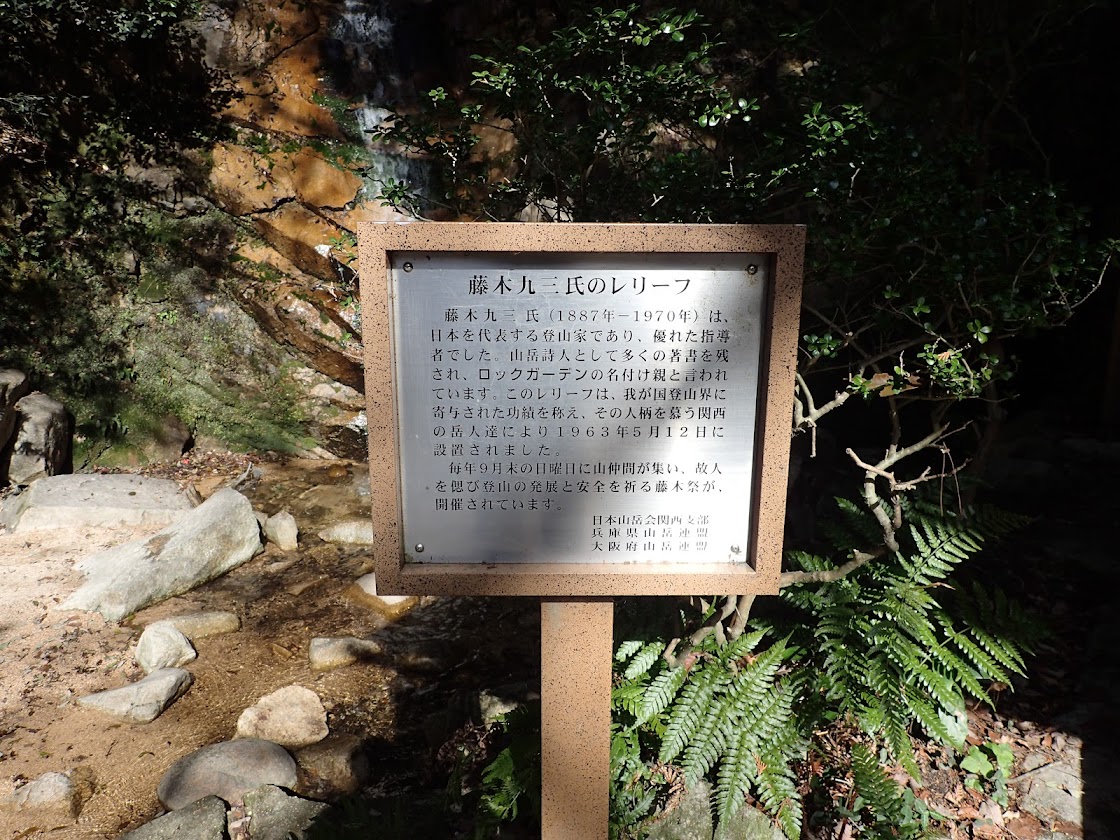 藤木九三氏のレリーフ
藤木九三 氏（1887年－1970年）は、
日本を代表する登山家であり、優れた指導
者でした。山岳詩人として多くの著書を残
され、ロックガーデンの名付け親と言われ
ています。このレリーフは、我が国登山界に
寄与された功績を称え、その人柄を慕う関西
の岳人達により１９６３年５月１２日に
設置されました。
毎年９月末の日曜日に山仲間が集い、故人
を偲び登山の発展と安全を祈る藤木祭が、
開催されています。
日本山岳会関西支部
兵庫県山岳連盟
大阪府山岳連盟